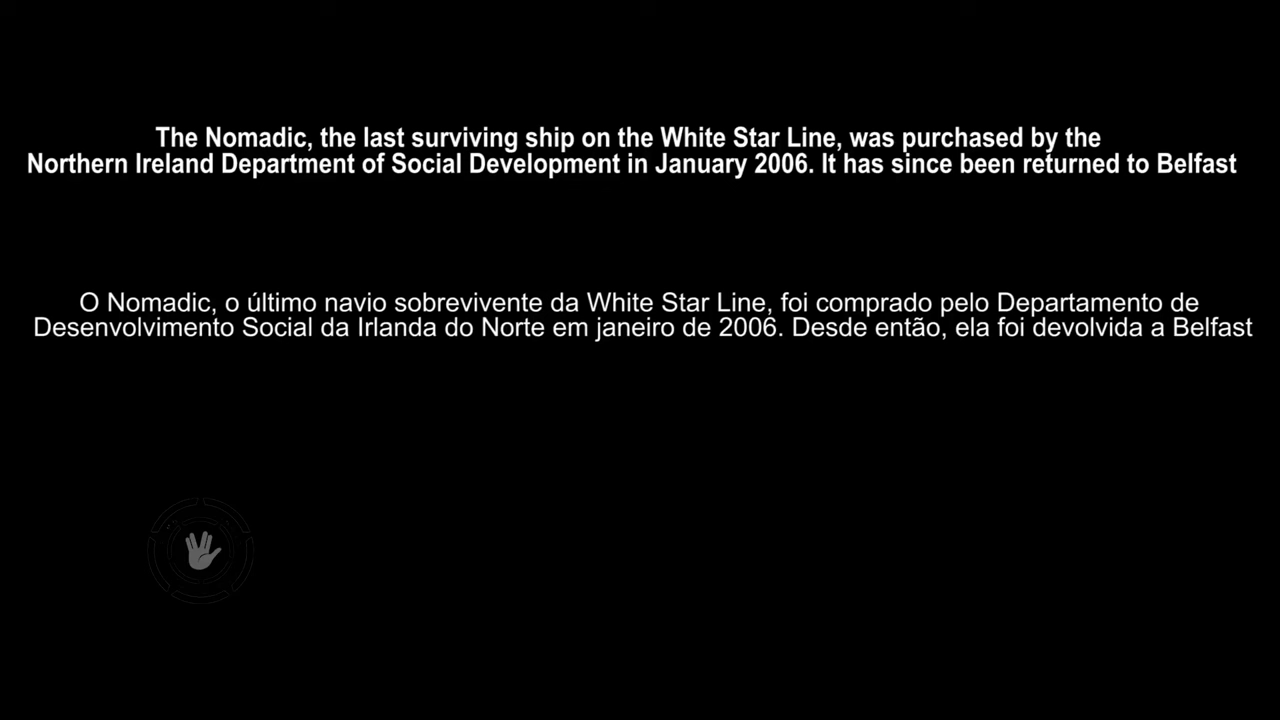 The Nomadic, the last surviving ship on the White Star Line, was purchased by the
Northern Ireland Department of Social Development in January 2006. It has since been returned to Belfast
O Nomadic, o último navio sobrevivente da White Star Line, foi comprado pelo Departamento de
Desenvolvimento Social da Irlanda do Norte em janeiro de 2006. Desde então, ela foi devolvida a Belfast